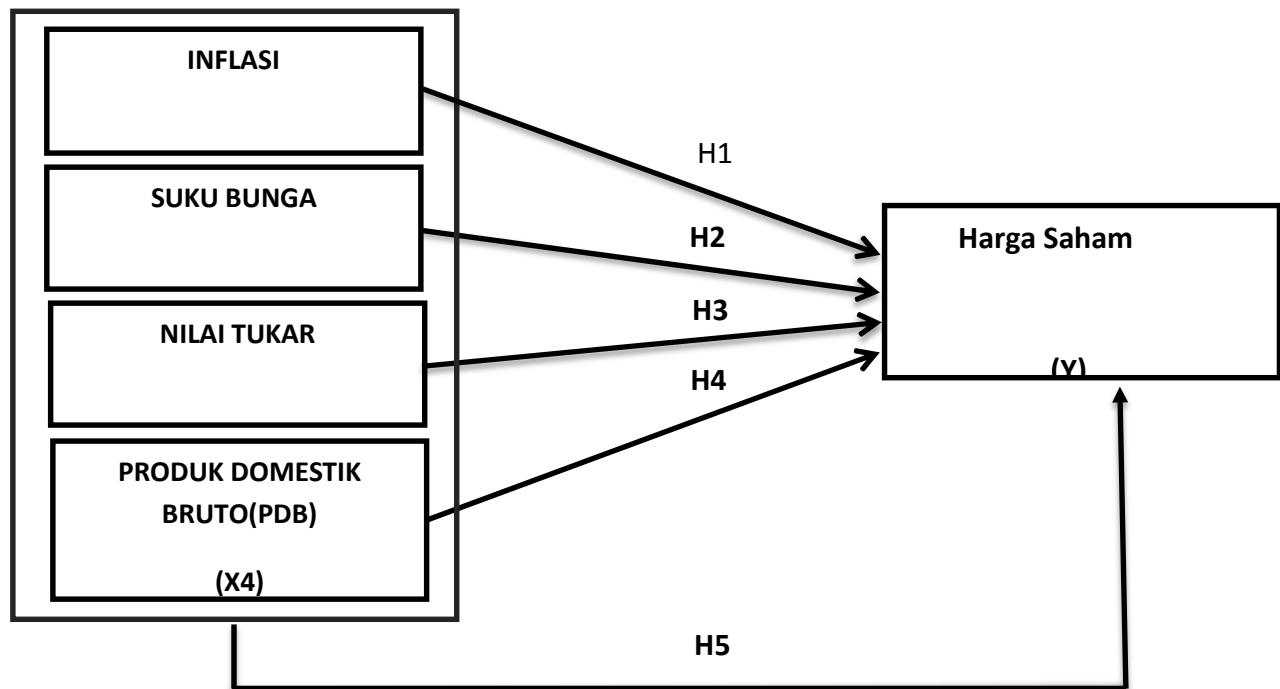 INFLASI
H1
SUKU BUNGA
H2
Harga Saham
(Y)
NILAI TUKAR
H3
H4
PRODUK DOMESTIK
BRUTO(PDB)
(X4)
H5